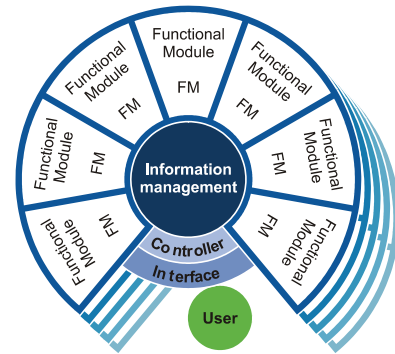 Functional
Module
FM
Functional
Module
FM
Functional
Module
FM
Functional
Module
FM
Functional
Module
FM
Functional
Module
FM
Functional
Module
FM
Information
management
Controller
Interface
User